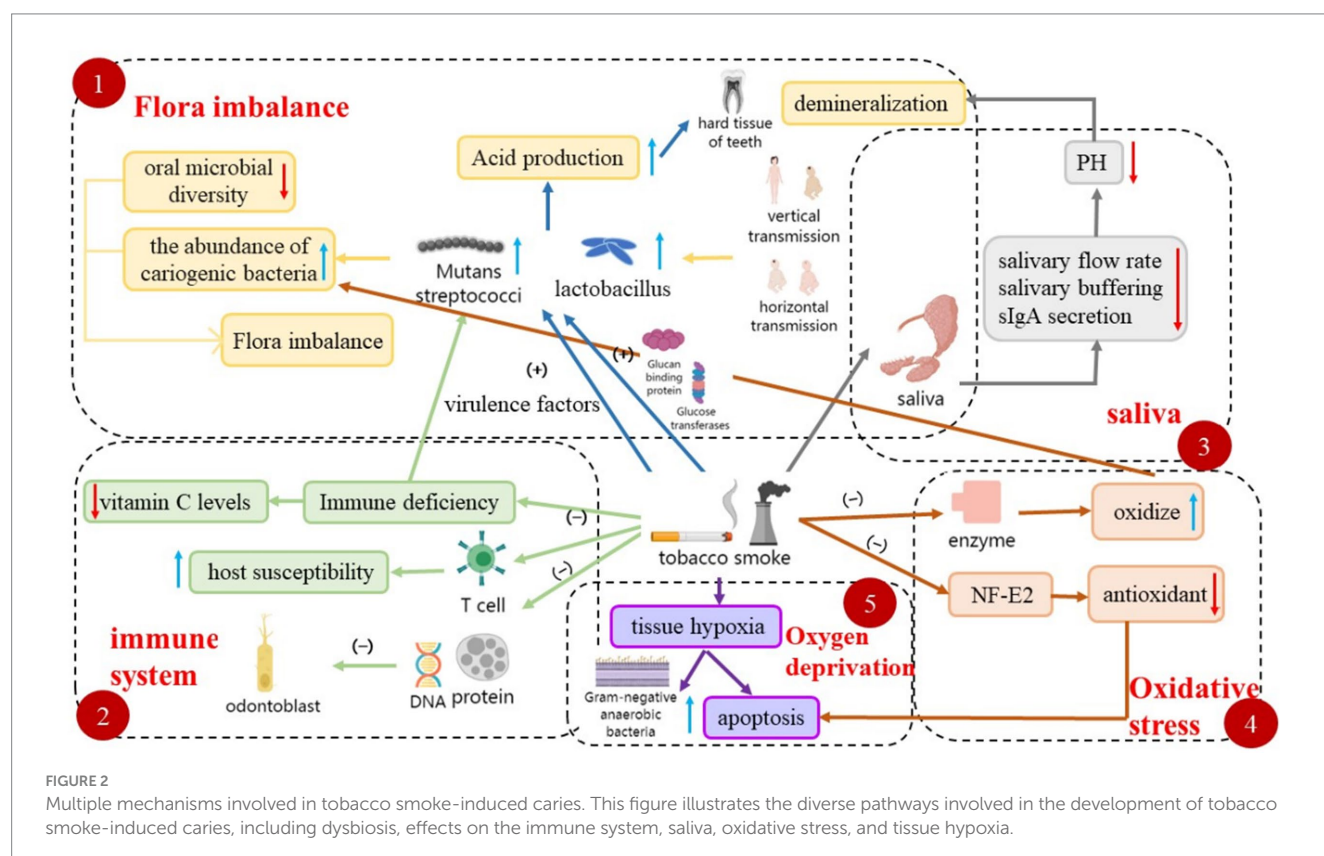 1
Flora imbalance
oral microbial
diversity
the abundance of
cariogenic bacteria
Flora imbalance
Acid production
hard tissue
of teeth
demineralization
Mutans
streptococci
lactobacillus
vertical
transmission
horizontal
transmission
(+)
virulence factors
(+)
Glucan
binding
protein
Glucose
transferases
PH
salivary flow rate
salivary buffering
sIgA secretion
saliva
saliva
3
vitamin C levels
Immune deficiency
(−)
host susceptibility
T cell
(−)
immune
system
2
odontoblast
(−)
DNA
protein
tobacco smoke
(−)
enzyme
oxidize
(−)
NF-E2
antioxidant
Oxidative
stress
4
5
tissue hypoxia
Oxygen
deprivation
Gram-negative
anaerobic
bacteria
apoptosis
FIGURE 2
Multiple mechanisms involved in tobacco smoke-induced caries. This figure illustrates the diverse pathways involved in the development of tobacco
smoke-induced caries, including dysbiosis, effects on the immune system, saliva, oxidative stress, and tissue hypoxia.